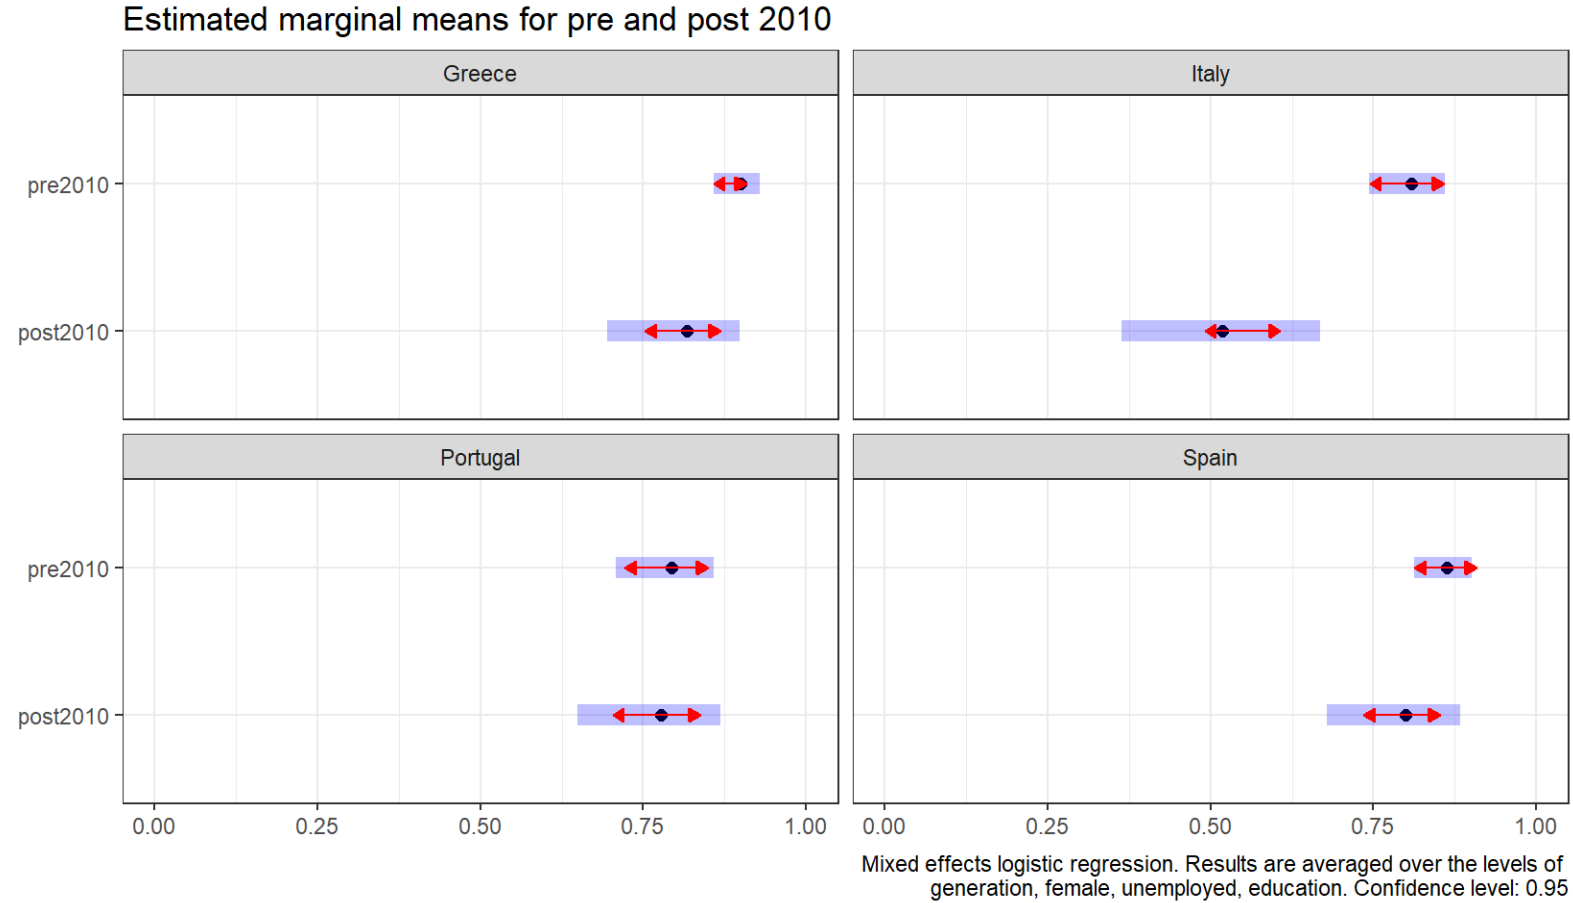 Estimated marginal means for pre and post 2010
Greece
Italy
pre2010
post2010
Portugal
Spain
pre2010
post2010
0.00 0.25 0.50 0.75 1.00 0.00 0.25 0.50 0.75 1.00
Mixed effects logistic regression. Results are averaged over the levels of
generation, female, unemployed, education. Confidence level: 0.95